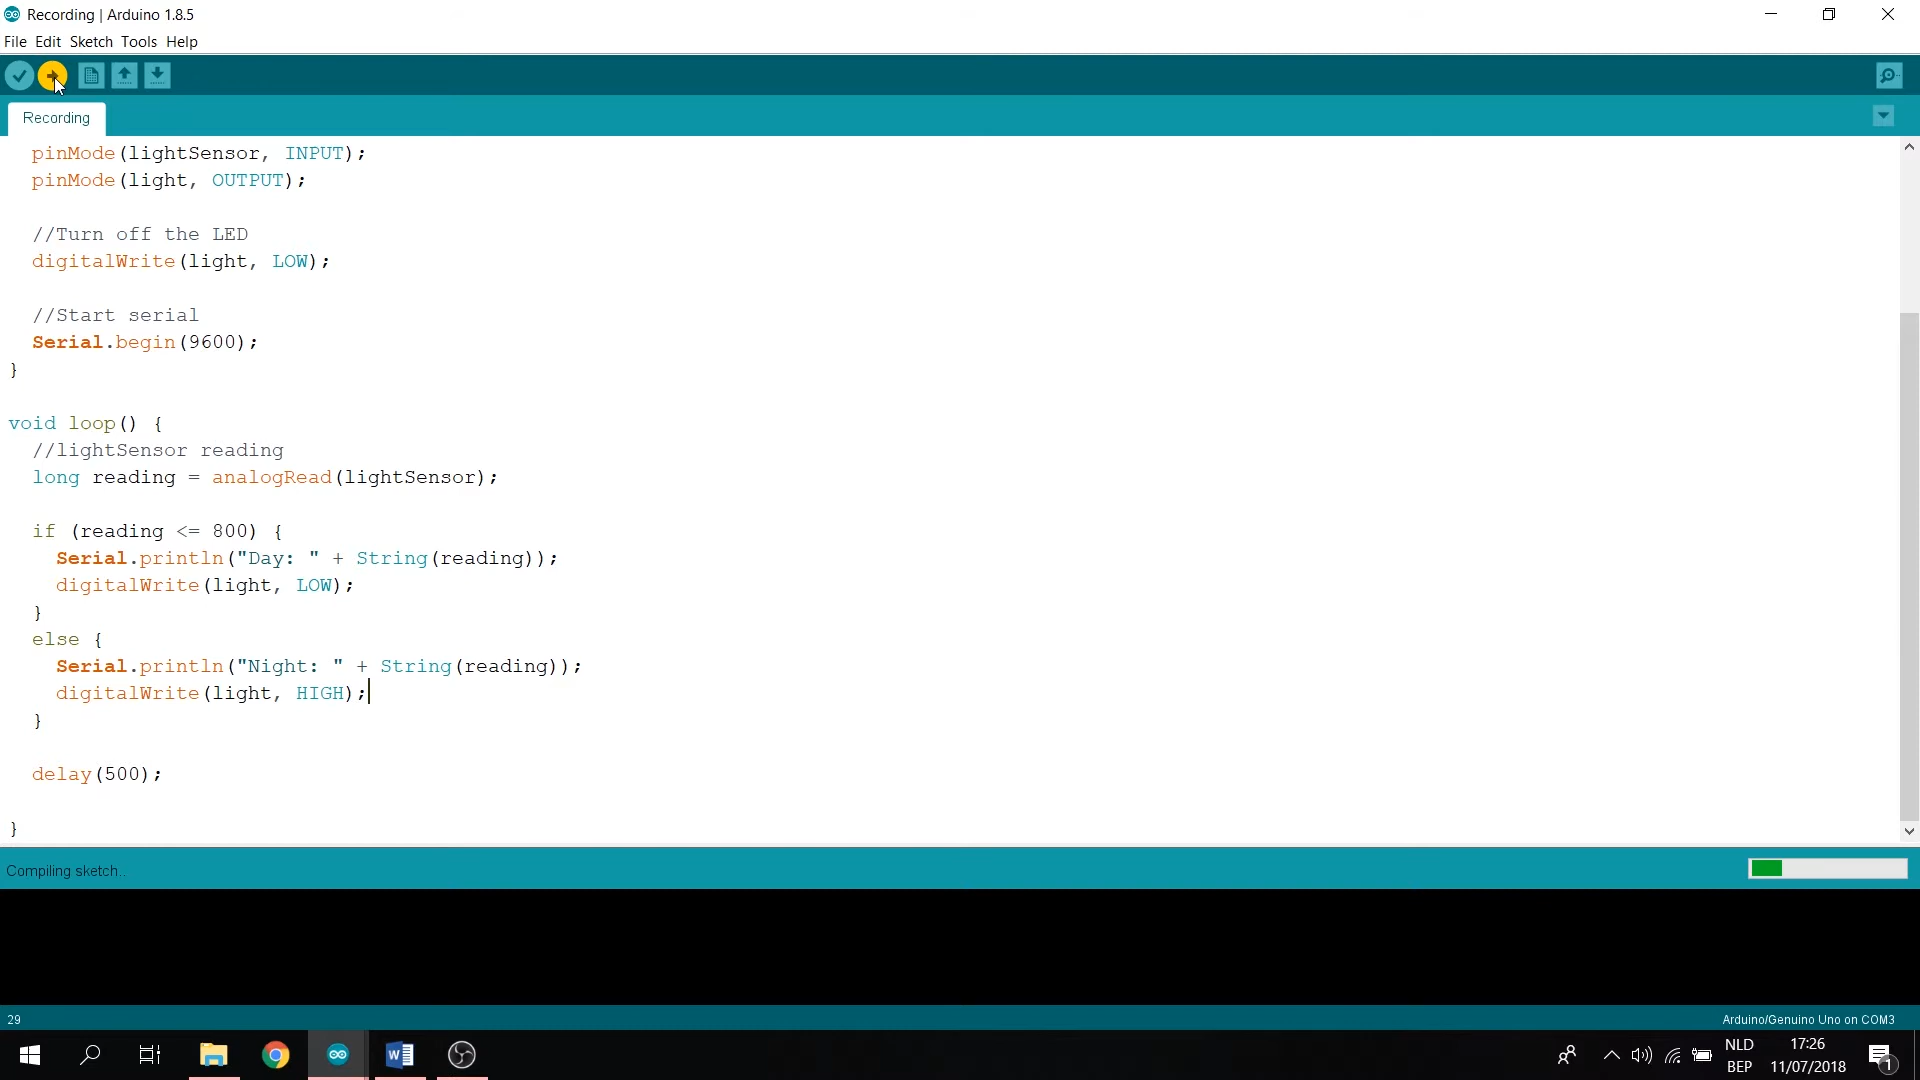 Recording | Arduino 1.8.5
File Edit Sketch Tools Help
Recording
pinMode(lightSensor, INPUT);
pinMode(light, OUTPUT);
//Turn off the LED
digitalWrite(light, LOW);
//Start serial
Serial.begin(9600);
}
void loop() {
//lightSensor reading
long reading = analogRead(lightSensor);
if (reading <= 800) {
Serial.println("Day: " + String(reading));
digitalWrite(light, LOW);
}
else {
Serial.println("Night: " + String(reading));
digitalWrite(light, HIGH);
}
delay(500);
}
Compiling sketch...
29
Arduino/Genuino Uno on COM3
NLD
BEP
17:26
11/07/2018
1